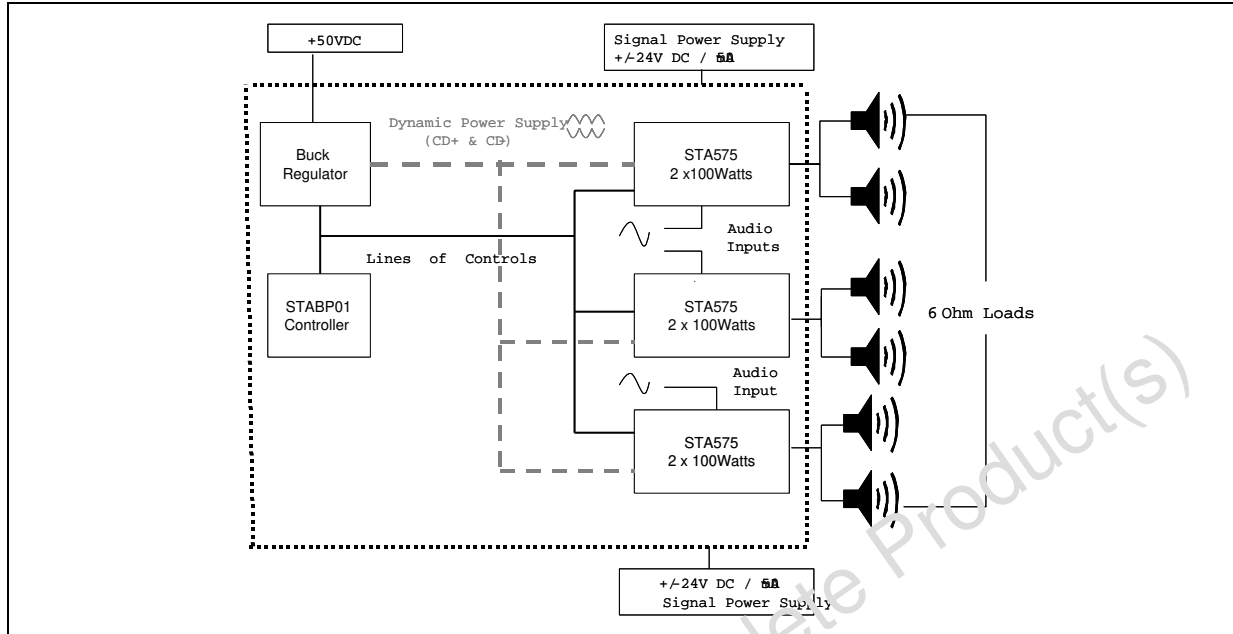 +50VDC
Signal Power Supply
+/-24V DC /
Dynamic Power Supply
(CD+ & CD-)
Buck
Regulator
STA575
2 x100Watts
Audio
Inputs
Lines of Controls
STABP01
Controller
STA575
2 x 100Watts
6 Ohm Loads
Audio
Input
STA575
2 x 100Watts
+/-24V DC /
Signal Power Supply
lete Product(s)